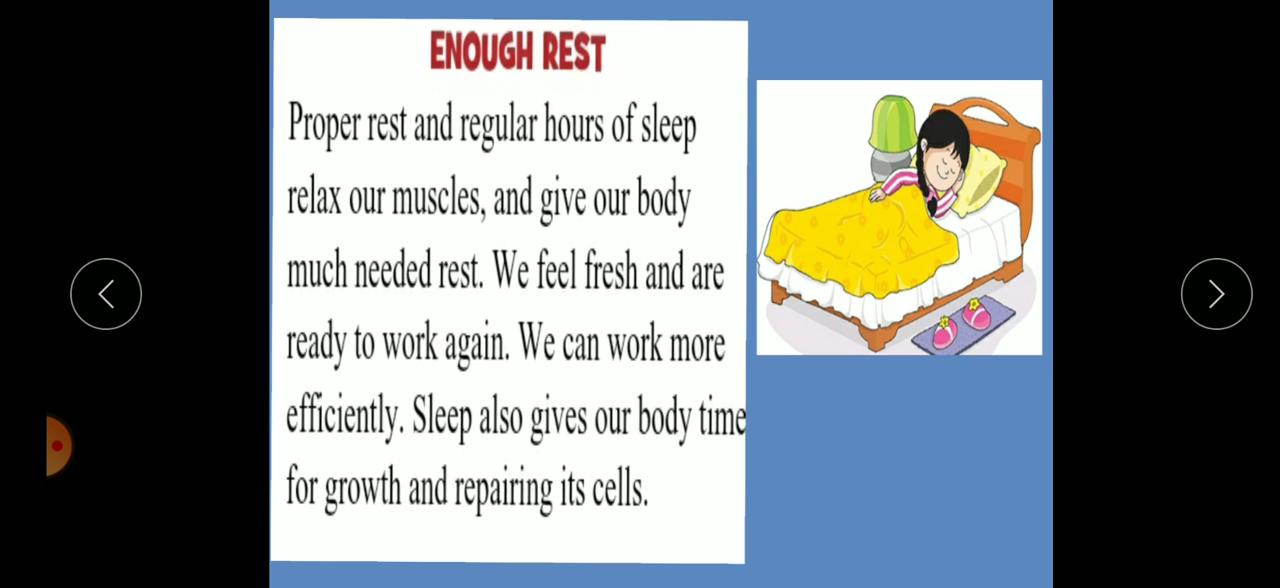 ENOUGH REST
Proper rest and regular hours of sleep
relax our muscles, and give our body
much needed rest. We feel fresh and are
ready to work again. We can work more
efficiently. Sleep also gives our body time
for growth and repairing its cells.